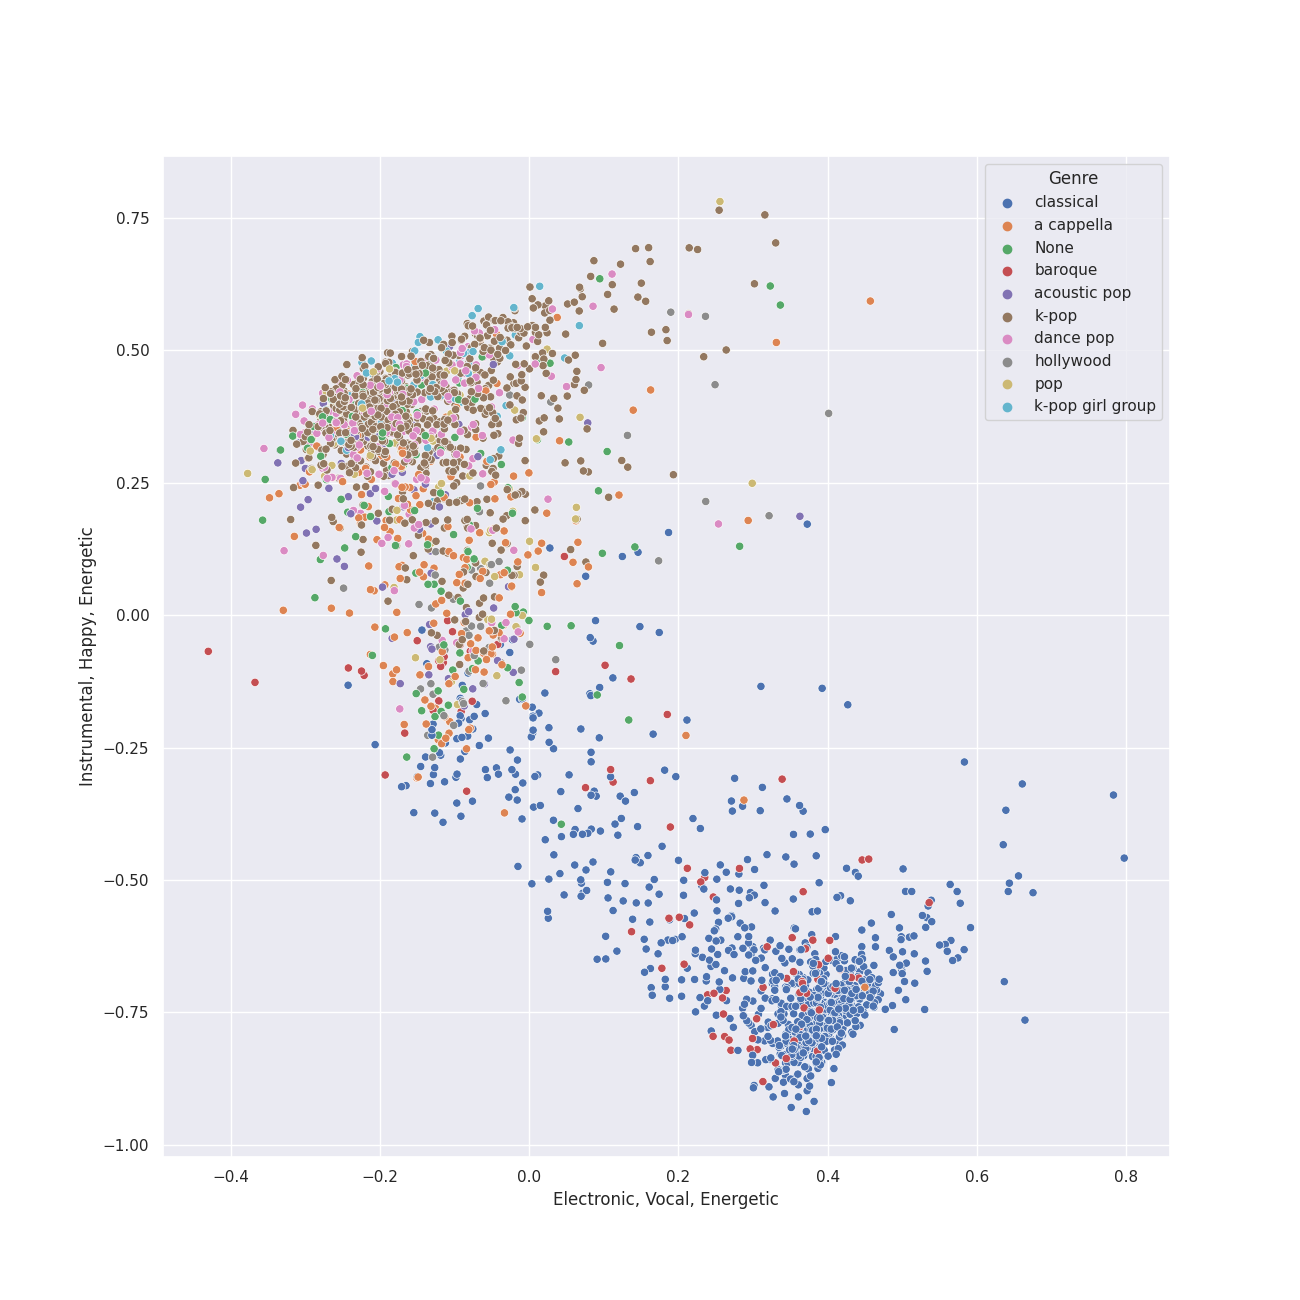 Genre
classical
a cappella
None
baroque
acoustic pop
k-pop
dance pop
hollywood
pop
k-pop girl group
0.75
0.50
0.25
0.00
−0.25
−0.50
−0.75
−1.00
Instrumental, Happy, Energetic
−0.4
−0.2
0.0
0.2
0.4
0.6
0.8
Electronic, Vocal, Energetic